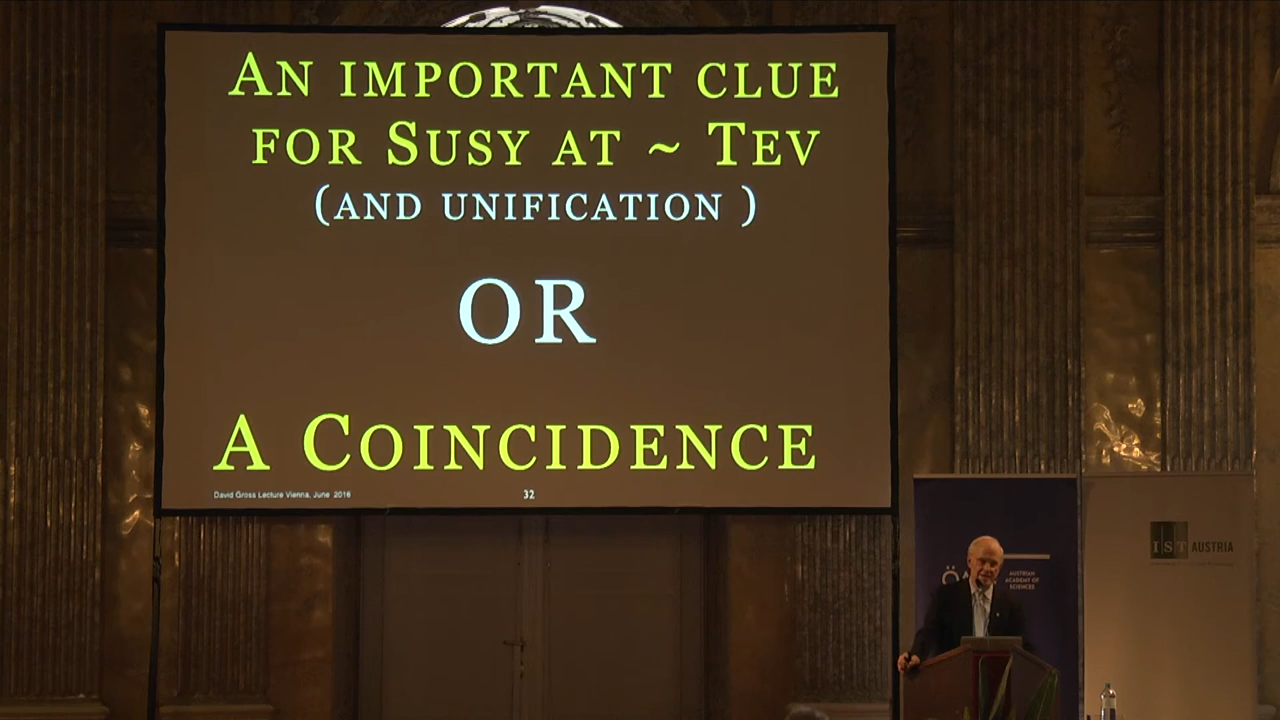 AN IMPORTANT CLUE
FOR SUSY AT ~ TEV
(AND UNIFICATION )
OR
A COINCIDENCE
David Gross Lecture Vienna, June 2016
32
AUSTRIAN
ACADEMY OF
SCIENCES
IST AUSTRIA